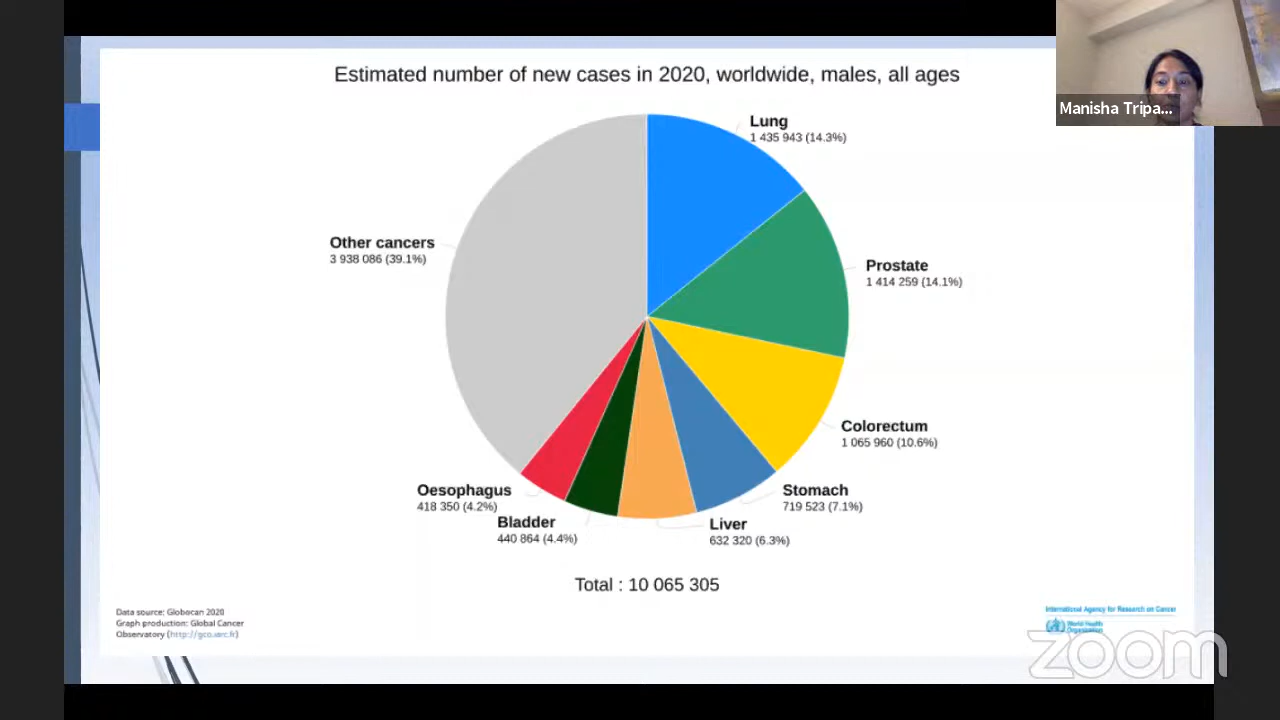 Estimated number of new cases in 2020, worldwide, males, all ages
Manisha Tripa...
Lung
1 435 943 (14.3%)
Other cancers
3 938 086 (39.1%)
Prostate
1 414 259 (14.1%)
Colorectum
1 065 960 (10.6%)
Oesophagus
418 350 (4.2%)
Stomach
719 523 (7.1%)
Bladder
440 864 (4.4%)
Liver
632 320 (6.3%)
Total : 10 065 305
Data source: Globocan 2020
Graph production: Global Cancer
Observatory (http://gco.iarc.fr)
International Agency for Research on Cancer
World Health
Organization
zoom